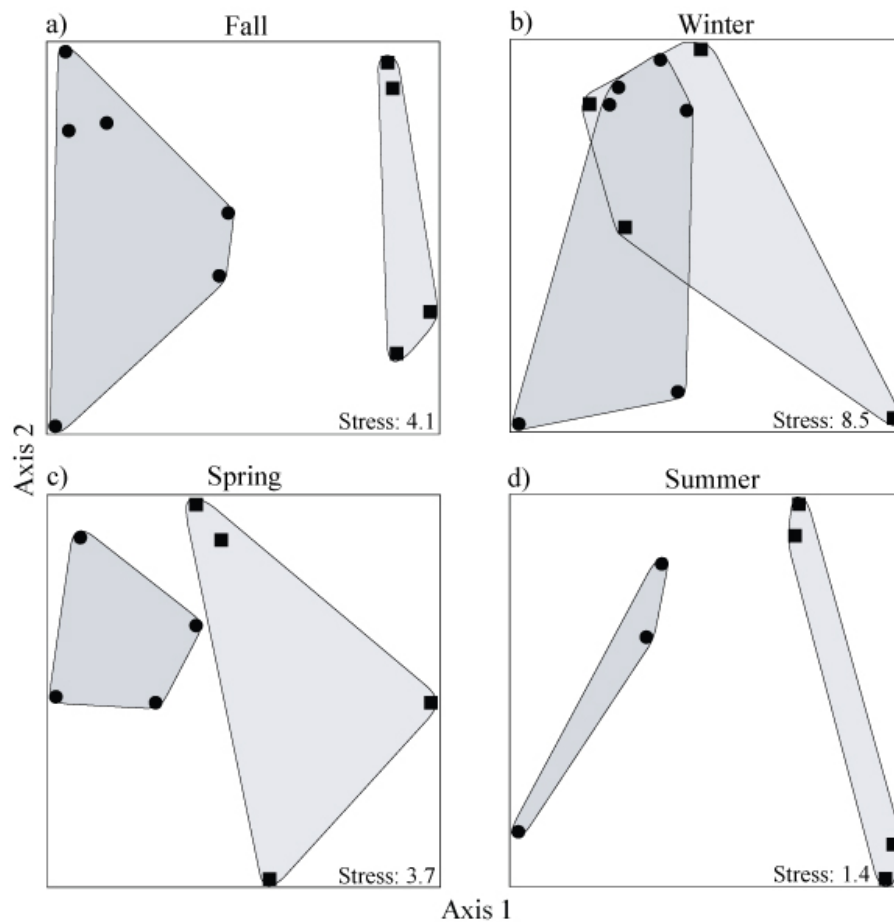 a) Fall
b) Winter
Stress: 4.1
Stress: 8.5
Axis 2
c) Spring
d) Summer
Stress: 3.7
Stress: 1.4
Axis 1